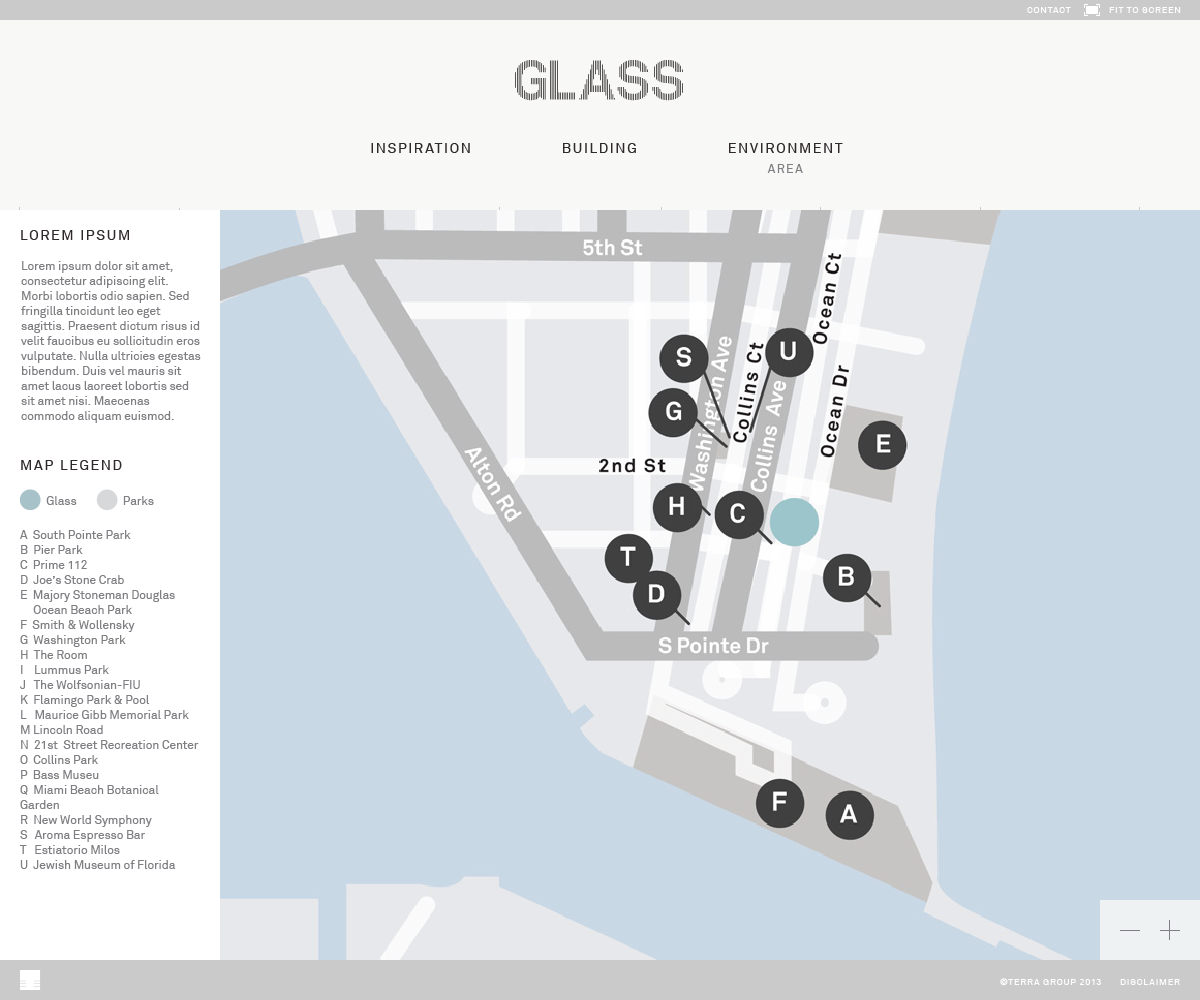 CONTACT FIT TO SCREEN
GLASS
INSPIRATION BUILDING ENVIRONMENT
AREA
LOREM IPSUM
Lorem ipsum dolor sit amet,
consectetur adipiscing elit.
Morbi lobortis odio sapien. Sed
fringilla tincidunt leo eget
sagittis. Praesent dictum risus id
velit faucibus eu sollicitudin eros
vulputate. Nulla ultricies egestas
bibendum. Duis vel mauris sit
amet lacus laoreet lobortis sed
sit amet nisi. Maecenas
commodo aliquam euismod.
MAP LEGEND
Glass Parks
A South Pointe Park
B Pier Park
C Prime 112
D Joe's Stone Crab
E Majory Stoneman Douglas
Ocean Beach Park
F Smith & Wollensky
G Washington Park
H The Room
I Lummus Park
J The Wolfsonian-FIU
K Flamingo Park & Pool
L Maurice Gibb Memorial Park
M Lincoln Road
N 21st Street Recreation Center
O Collins Park
P Bass Museu
Q Miami Beach Botanical
Garden
R New World Symphony
S Aroma Espresso Bar
T Estiatorio Milos
U Jewish Museum of Florida
5th St
Ocean Ct
S
U
Washington Ave
Collins Ct
Collins Ave
Ocean Dr
G
E
2nd St
Alton Rd
H
C
T
D
B
S Pointe Dr
F
A
©TERRA GROUP 2013 DISCLAIMER